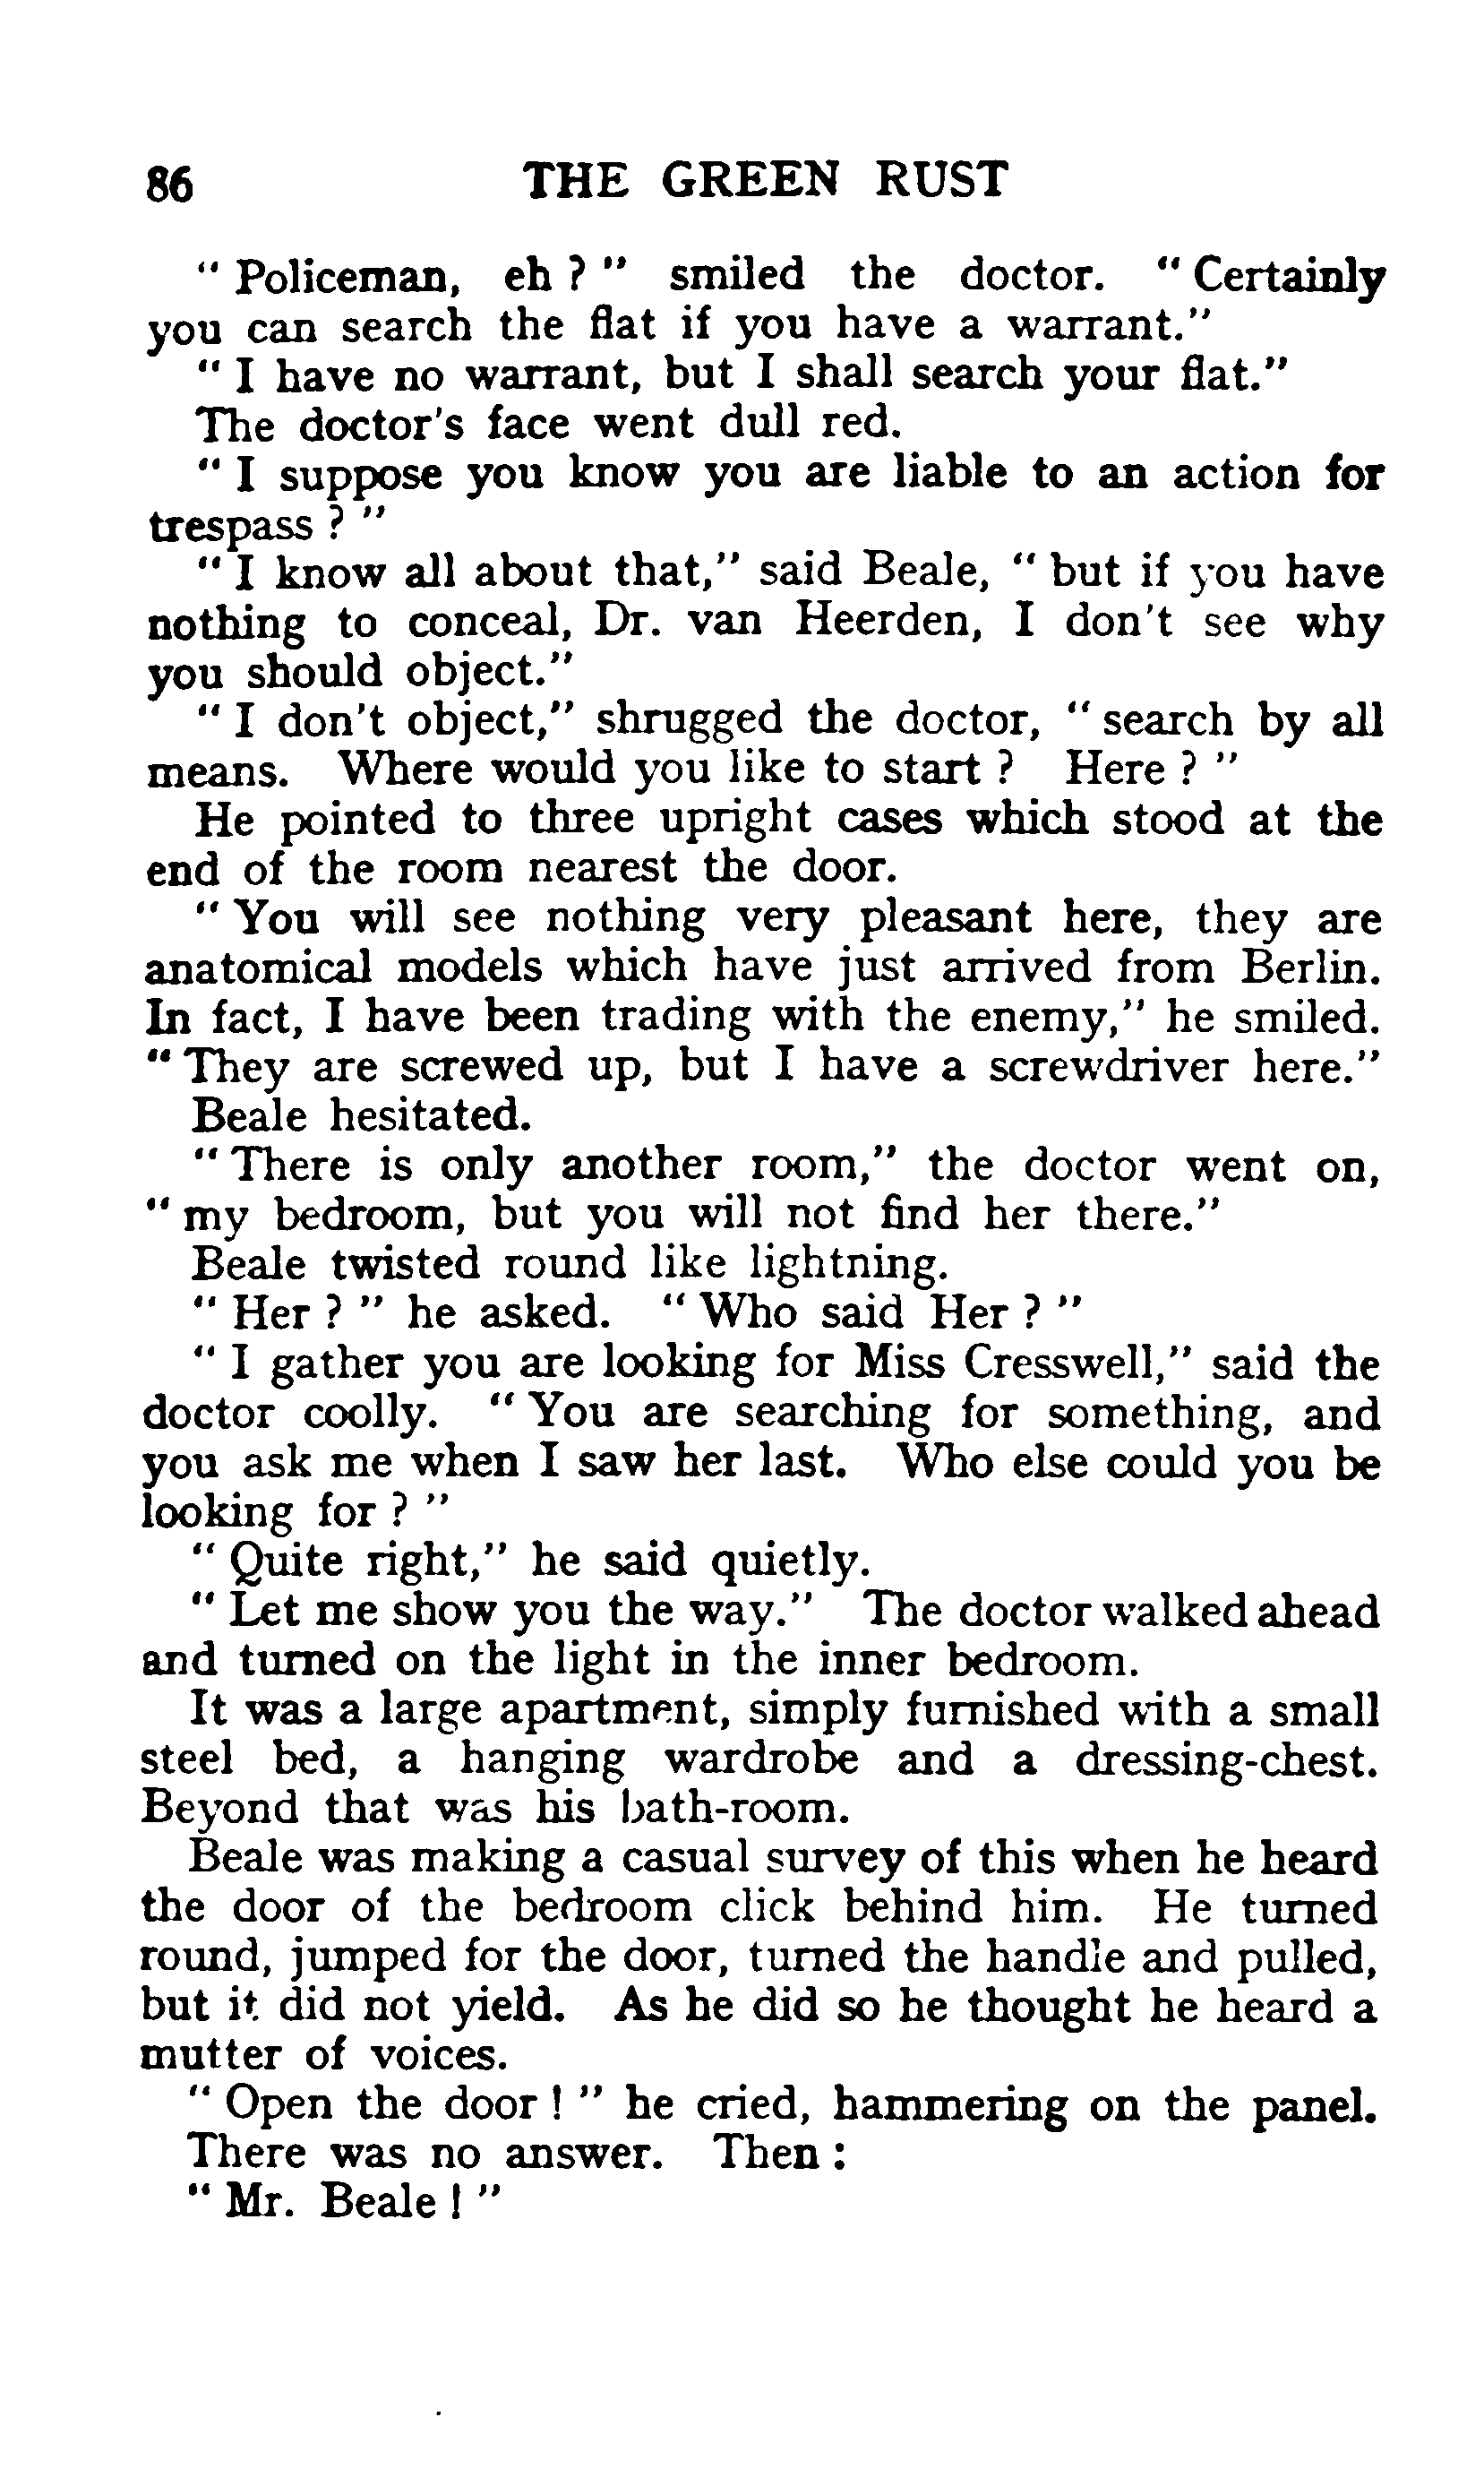 86 THE GREEN RUST
" Policeman, eh ? " smiled the doctor. " Certainly
you can search the flat if you have a warrant."
" I have no warrant, but I shall search your flat."
The doctor's face went dull red.
" I suppose you know you are liable to an action for
trespass ? "
" I know all about that," said Beale, " but if you have
nothing to conceal, Dr. van Heerden, I don't see why
you should object."
" I don't object," shrugged the doctor, " search by all
means. Where would you like to start ? Here ? "
He pointed to three upright cases which stood at the
end of the room nearest the door.
" You will see nothing very pleasant here, they are
anatomical models which have just arrived from Berlin.
In fact, I have been trading with the enemy," he smiled.
" They are screwed up, but I have a screwdriver here."
Beale hesitated.
" There is only another room," the doctor went on,
" my bedroom, but you will not find her there."
Beale twisted round like lightning.
" Her ? " he asked. " Who said Her ? "
" I gather you are looking for Miss Cresswell," said the
doctor coolly. " You are searching for something, and
you ask me when I saw her last. Who else could you be
looking for ? "
" Quite right," he said quietly.
" Let me show you the way." The doctor walked ahead
and turned on the light in the inner bedroom.
It was a large apartment, simply furnished with a small
steel bed, a hanging wardrobe and a dressing-chest.
Beyond that was his bath-room.
Beale was making a casual survey of this when he heard
the door of the bedroom click behind him. He turned
round, jumped for the door, turned the handle and pulled,
but it did not yield. As he did so he thought he heard a
mutter of voices.
" Open the door ! " he cried, hammering on the panel.
There was no answer. Then :
" Mr. Beale ! "